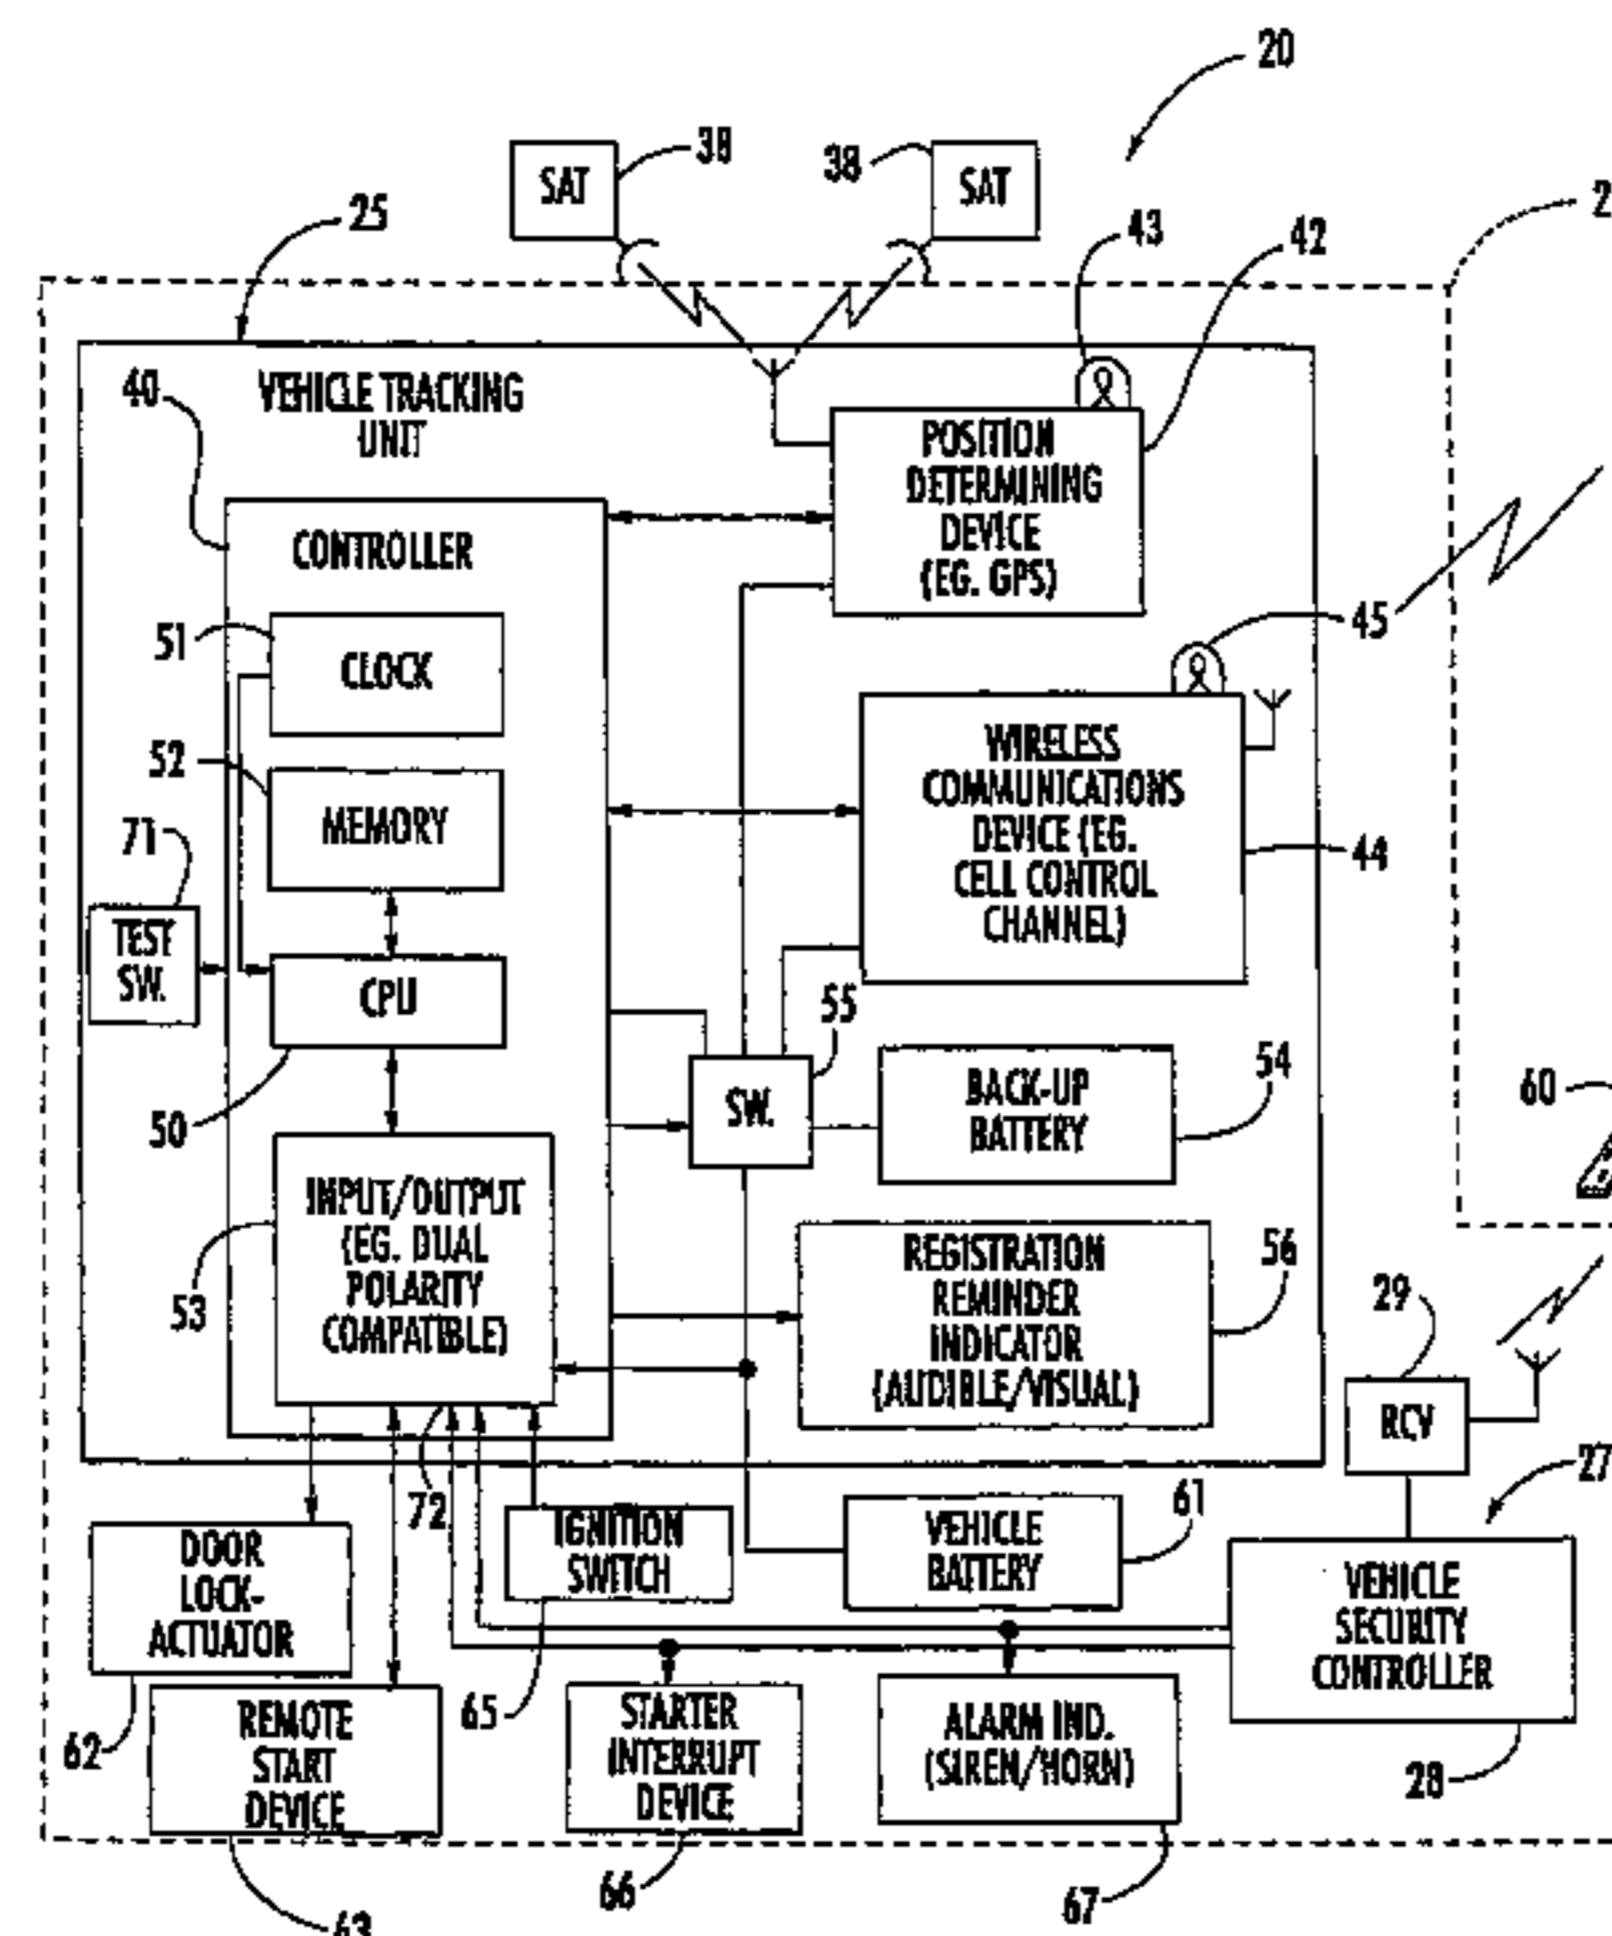 20
SAT
38
38
SAT
25
43
42
2
40
VEHICLE TRACKING
UNIT
POSITION
DETERMINING
DEVICE
(EG. GPS)
CONTROLLER
51
CLOCK
45
52
MEMORY
WIRELESS
COMMUNICATIONS
DEVICE (EG.
CELL CONTROL
CHANNEL)
44
71
TEST
SW.
CPU
50
55
SW.
BACK-UP
BATTERY
54
60
INPUT/OUTPUT
(EG. DUAL
POLARITY
COMPATIBLE)
53
REGISTRATION
REMINDER
INDICATOR
(AUDIBLE/VISUAL)
56
29
RCV
27
72
IGNITION
SWITCH
65
VEHICLE
BATTERY
61
DOOR
LOCK-
ACTUATOR
62
VEHICLE
SECURITY
CONTROLLER
28
REMOTE
START
DEVICE
63
STARTER
INTERRUPT
DEVICE
66
ALARM IND.
(SIREN/HORN)
67